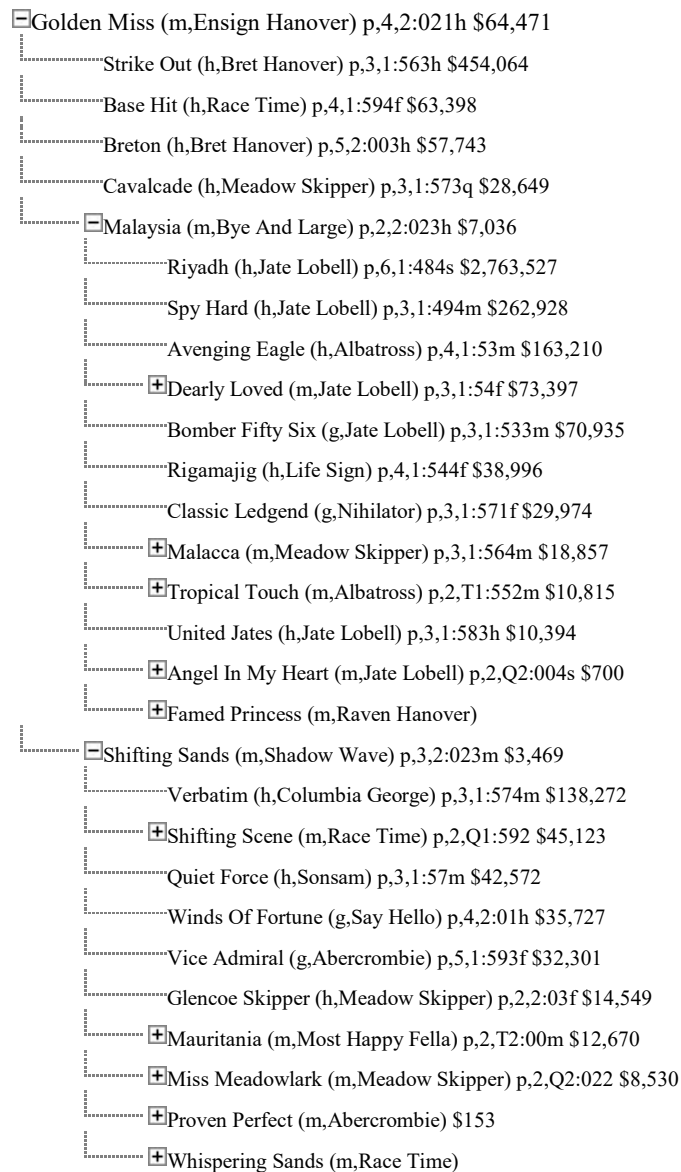 Golden Miss (m,Ensign Hanover) p,4,2:021h $64,471
Strike Out (h,Bret Hanover) p,3,1:563h $454,064
Base Hit (h,Race Time) p,4,1:594f $63,398
Breton (h,Bret Hanover) p,5,2:003h $57,743
Cavalcade (h,Meadow Skipper) p,3,1:573q $28,649
Malaysia (m,Bye And Large) p,2,2:023h $7,036
Riyadh (h,Jate Lobell) p,6,1:484s $2,763,527
Spy Hard (h,Jate Lobell) p,3,1:494m $262,928
Avenging Eagle (h,Albatross) p,4,1:53m $163,210
Dearly Loved (m,Jate Lobell) p,3,1:54f $73,397
Bomber Fifty Six (g,Jate Lobell) p,3,1:533m $70,935
Rigamajig (h,Life Sign) p,4,1:544f $38,996
Classic Ledgend (g,Nihilator) p,3,1:571f $29,974
Malacca (m,Meadow Skipper) p,3,1:564m $18,857
Tropical Touch (m,Albatross) p,2,T1:552m $10,815
United Jates (h,Jate Lobell) p,3,1:583h $10,394
Angel In My Heart (m,Jate Lobell) p,2,Q2:004s $700
Famed Princess (m,Raven Hanover)
Shifting Sands (m,Shadow Wave) p,3,2:023m $3,469
Verbatim (h,Columbia George) p,3,1:574m $138,272
Shifting Scene (m,Race Time) p,2,Q1:592 $45,123
Quiet Force (h,Sonsam) p,3,1:57m $42,572
Winds Of Fortune (g,Say Hello) p,4,2:01h $35,727
Vice Admiral (g,Abercrombie) p,5,1:593f $32,301
Glencoe Skipper (h,Meadow Skipper) p,2,2:03f $14,549
Mauritania (m,Most Happy Fella) p,2,T2:00m $12,670
Miss Meadowlark (m,Meadow Skipper) p,2,Q2:022 $8,530
Proven Perfect (m,Abercrombie) $153
Whispering Sands (m,Race Time)